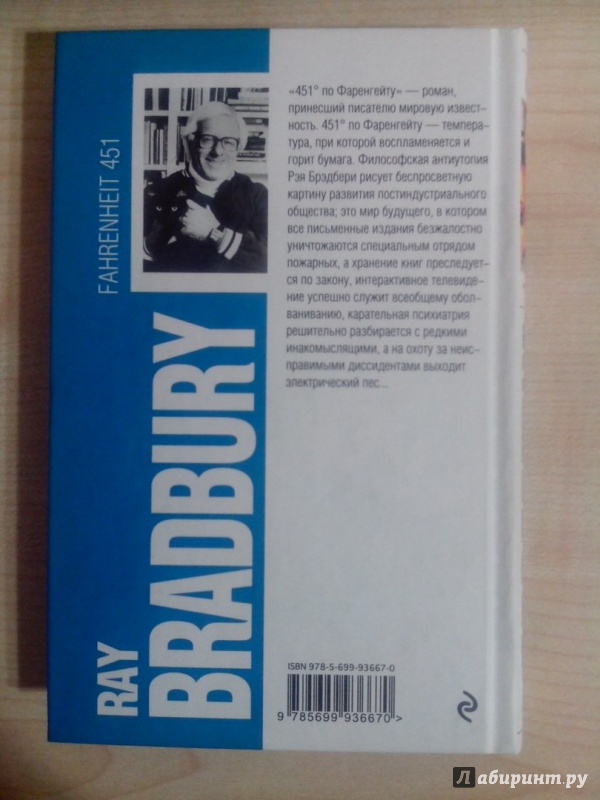 FAHRENHEIT 451
RAY
BRADBURY
«451° по Фаренгейту» — роман,
принесший писателю мировую извест-
ность. 451° по Фаренгейту — темпера-
тура, при которой воспламеняется и
горит бумага. Философская антиутопия
Рэя Брэдбери рисует беспросветную
картину развития постиндустриального
общества; это мир будущего, в котором
все письменные издания безжалостно
уничтожаются специальным отрядом
пожарных, а хранение книг преследует-
ся по закону, интерактивное телевиде-
ние успешно служит всеобщему обол-
ваниванию, карательная психиатрия
решительно разбирается с редкими
инакомыслящими, а на охоту за неис-
правимыми диссидентами выходит
электрический пес...
ISBN 978-5-699-93667-0
9 785699 936670>
Лабиринт.ру